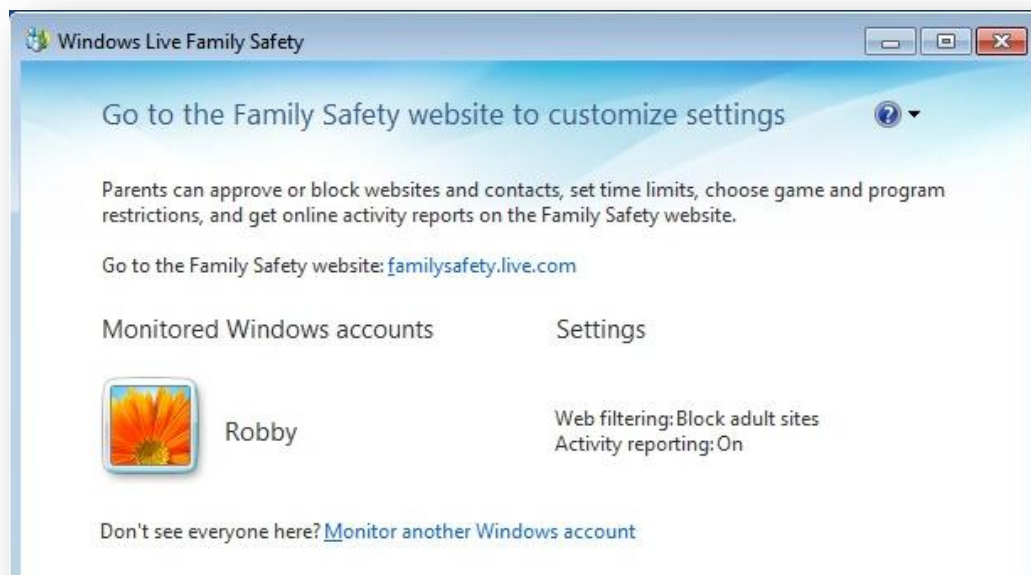 Windows Live Family Safety
Go to the Family Safety website to customize settings
Parents can approve or block websites and contacts, set time limits, choose game and program
restrictions, and get online activity reports on the Family Safety website.
Go to the Family Safety website: familysafety.live.com
Monitored Windows accounts
Settings
Robby
Web filtering: Block adult sites
Activity reporting: On
Don't see everyone here? Monitor another Windows account